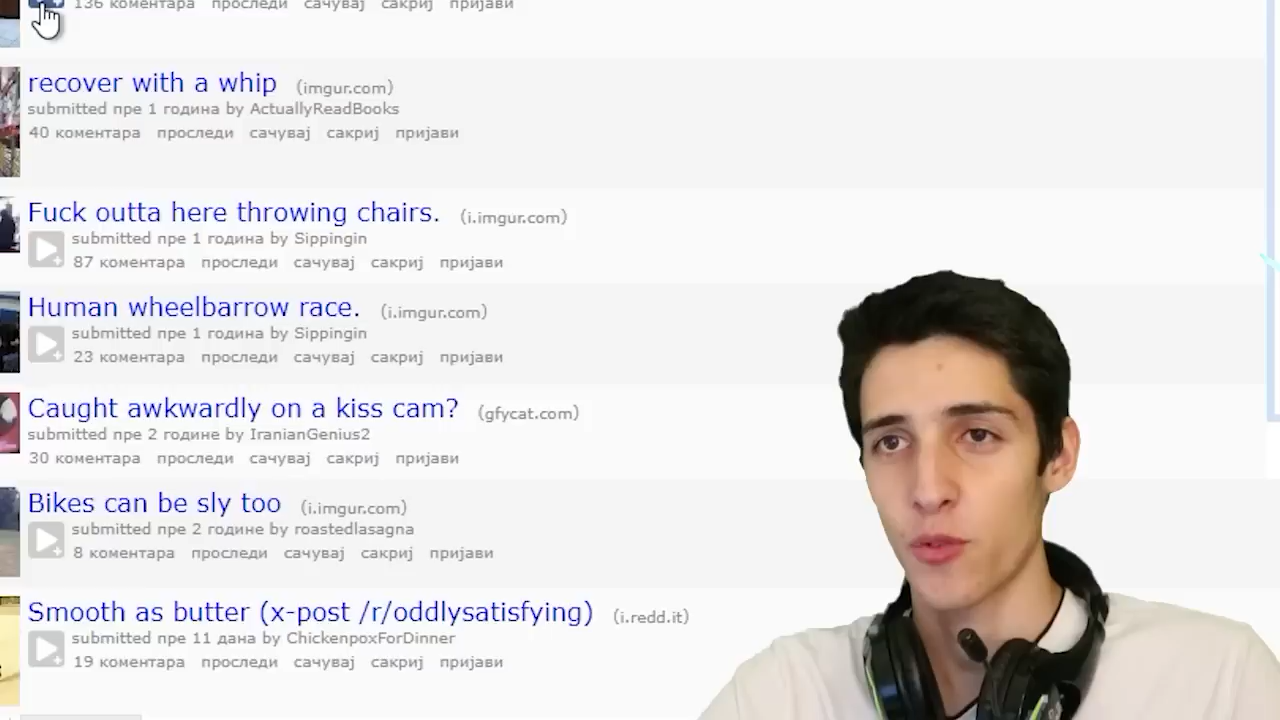 136 коментара проследи сачувај сакриј пријави
recover with a whip (imgur.com)
submitted пре 1 година by ActuallyReadBooks
40 коментара проследи сачувај сакриј пријави
Fuck outta here throwing chairs. (i.imgur.com)
submitted пре 1 година by Sippingin
87 коментара проследи сачувај сакриј пријави
Human wheelbarrow race. (i.imgur.com)
submitted пре 1 година by Sippingin
23 коментара проследи сачувај сакриј пријави
Caught awkwardly on a kiss cam? (gfycat.com)
submitted пре 2 године by IranianGenius2
30 коментара проследи сачувај сакриј пријави
Bikes can be sly too (i.imgur.com)
submitted пре 2 године by roastedlasagna
8 коментара проследи сачувај сакриј пријави
Smooth as butter (x-post /r/oddlysatisfying) (i.redd.it)
submitted пре 11 дана by ChickenpoxForDinner
19 коментара проследи сачувај сакриј пријави